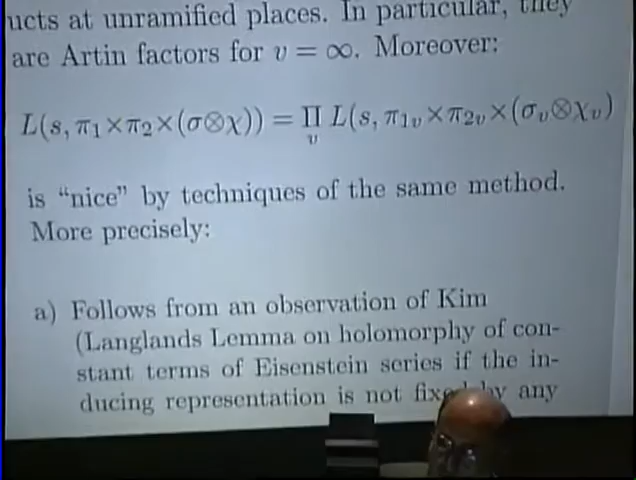 ucts at unramified places. In particular, they
are Artin factors for v = ∞. Moreover:
L(s, π₁×π₂×(σ⊗χ)) = ∏ᵥ L(s, π₁ᵥ×π₂ᵥ×(σᵥ⊗χᵥ)
is “nice” by techniques of the same method.
More precisely:
a) Follows from an observation of Kim
(Langlands Lemma on holomorphy of con-
stant terms of Eisenstein series if the in-
ducing representation is not fixed by any